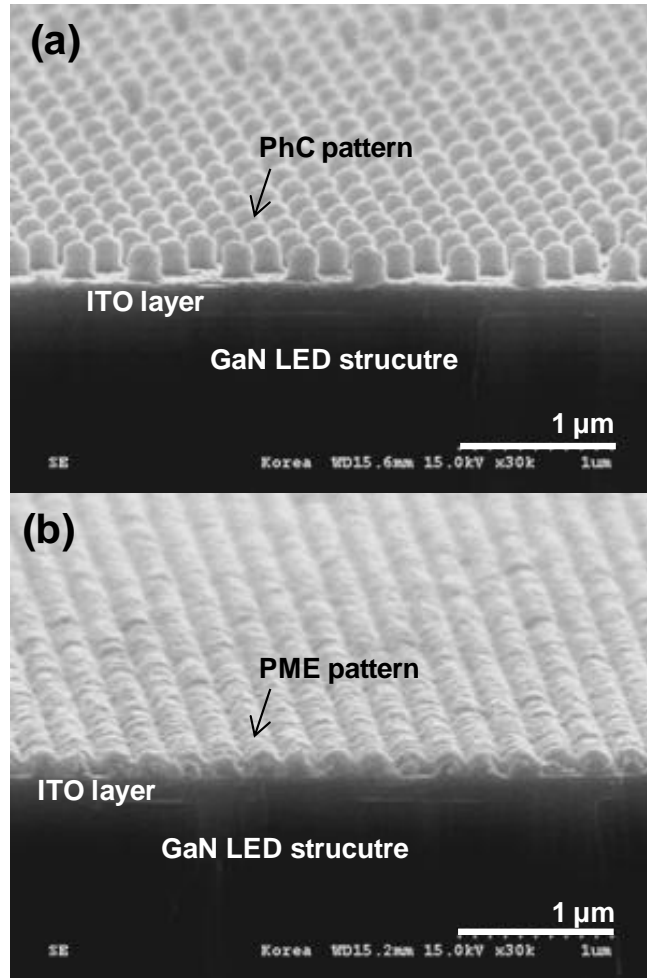 (a)
PhC pattern
ITO layer
GaN LED strucutre
1 µm
SE Korea WD15.6mm 15.0kV x30k 1um
(b)
PME pattern
ITO layer
GaN LED strucutre
1 µm
SE Korea WD15.2mm 15.0kV x30k 1um